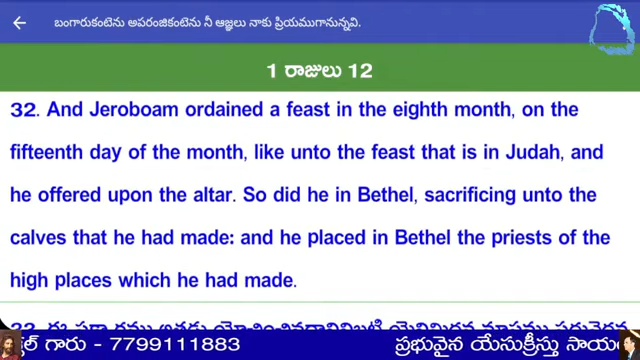 బంగారుకంటెను అపరంజికంటెను నీ ఆజ్ఞలు నాకు ప్రియముగానున్నవి.
1 రాజులు 12
32. And Jeroboam ordained a feast in the eighth month, on the
fifteenth day of the month, like unto the feast that is in Judah, and
he offered upon the altar. So did he in Bethel, sacrificing unto the
calves that he had made: and he placed in Bethel the priests of the
high places which he had made.
గారు - 7799111883 ప్రభువైన యేసుక్రీస్తు